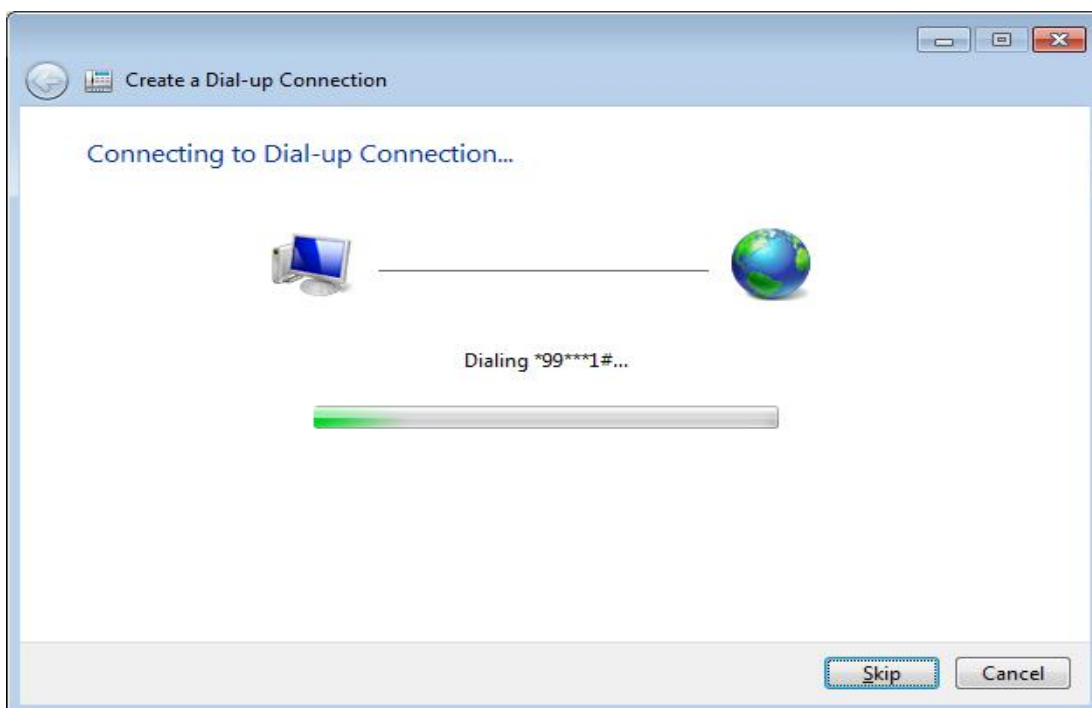 Create a Dial-up Connection
Connecting to Dial-up Connection...
Dialing *99***1#...
Skip
Cancel